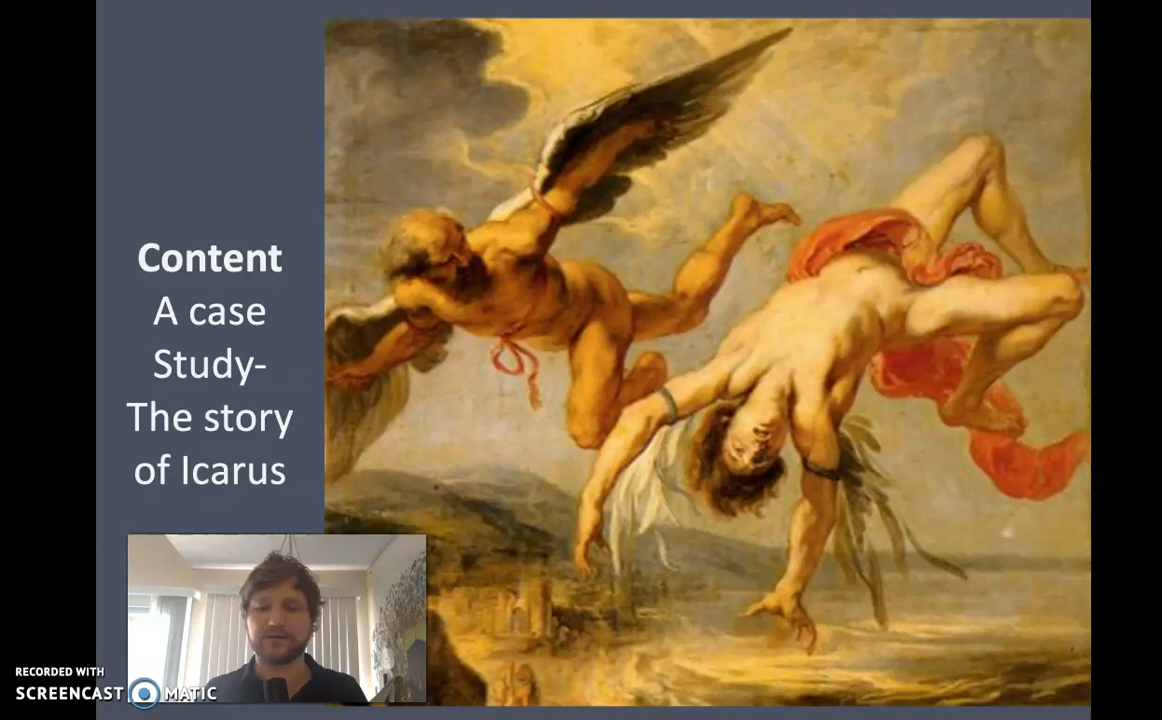 Content
A case
Study-
The story
of Icarus
RECORDED WITH
SCREENCAST MATIC